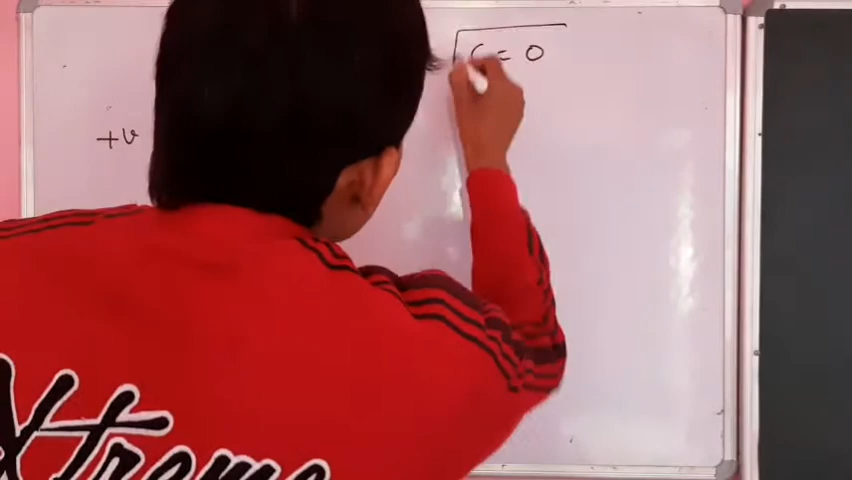 C = 0
+v
Xtreme